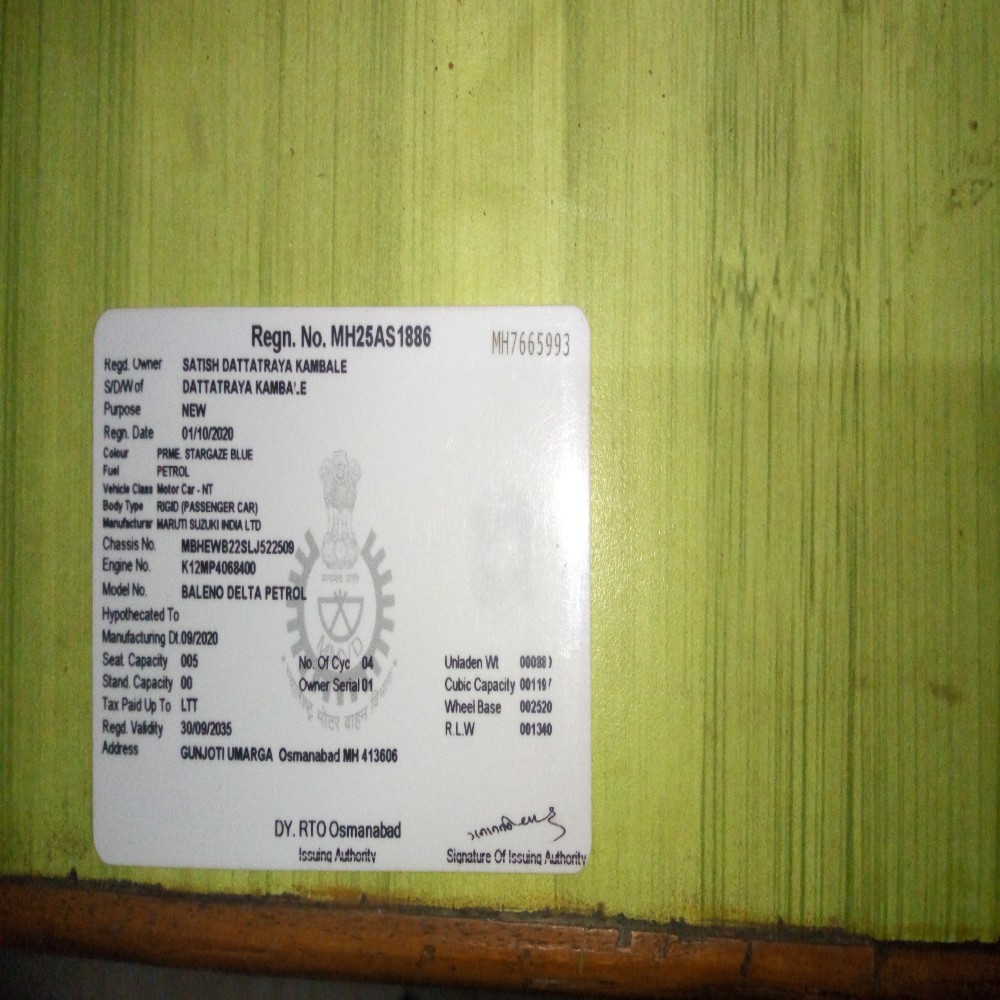 Regn. No. MH25AS1886 MH7665993
Regd. Owner SATISH DATTATRAYA KAMBALE
S/D/W of DATTATRAYA KAMBALE
Purpose NEW
Regn. Date 01/10/2020
Colour PRME. STARGAZE BLUE
Fuel PETROL
Vehicle Class Motor Car - NT
Body Type RIGID (PASSENGER CAR)
Manufacturar MARUTI SUZUKI INDIA LTD
Chassis No. MBHEWB22SLJ522509
Engine No. K12MP4068400
Model No. BALENO DELTA PETROL
Hypothecated To
Manufacturing Dt. 09/2020
Seat. Capacity 005 No. Of Cyc 04 Unladen Wt
Stand. Capacity 00 Owner Serial 01 Cubic Capacity
Tax Paid Up To LTT Wheel Base 002520
Regd. Validity 30/09/2035 R.L.W 001340
Address GUNJOTI UMARGA Osmanabad MH 413606
DY. RTO Osmanabad
Issuing Authority Signature Of Issuing Authority